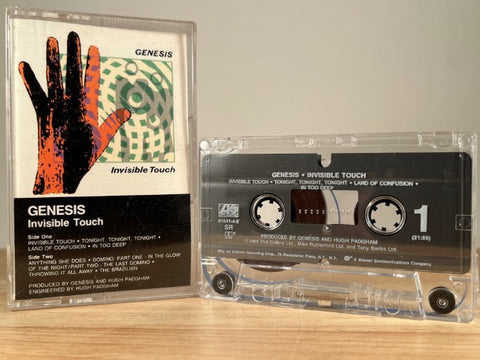 GENESIS
Invisible Touch
GENESIS
Invisible Touch
Side One
INVISIBLE TOUCH • TONIGHT, TONIGHT, TONIGHT •
LAND OF CONFUSION • IN TOO DEEP
Side Two
ANYTHING SHE DOES • DOMINO: PART ONE - IN THE GLOW
OF THE NIGHT/PART TWO - THE LAST DOMINO •
THROWING IT ALL AWAY • THE BRAZILIAN
PRODUCED BY GENESIS AND HUGH PADGHAM
ENGINEERED BY HUGH PADGHAM
GENESIS • INVISIBLE TOUCH
INVISIBLE TOUCH • TONIGHT, TONIGHT, TONIGHT • LAND OF CONFUSION •
IN TOO DEEP
81641-4-E
SR
1
(21:59)
PRODUCED BY GENESIS AND HUGH PADGHAM
A Warner Communications Company